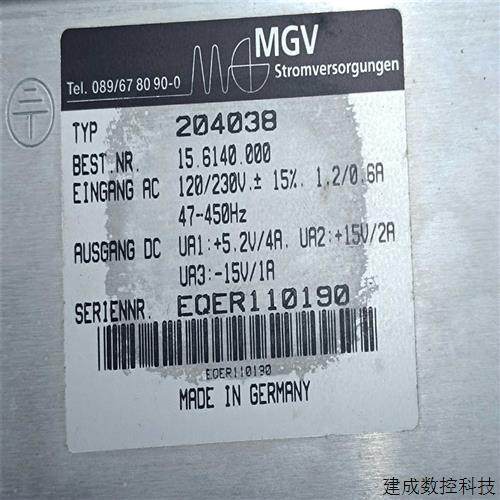 MGV
Stromversorgungen
Tel. 089/67 80 90-0
TYP 204038
BEST.NR. 15.6140.000
EINGANG AC 120/230V.± 15%. 1.2/0.6A
47-450Hz
AUSGANG DC UA1:+5.2V/4A. UA2:+15V/2A
UA3:-15V/1A
SERIENNR. EQER110190
EQER110190
MADE IN GERMANY
建成数控科技